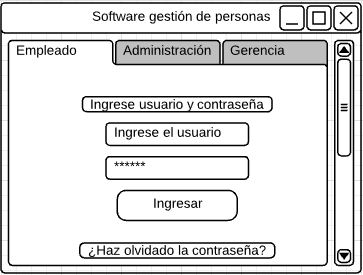 Software gestión de personas
Empleado
Administración
Gerencia
Ingrese usuario y contraseña
Ingrese el usuario
******
Ingresar
¿Haz olvidado la contraseña?